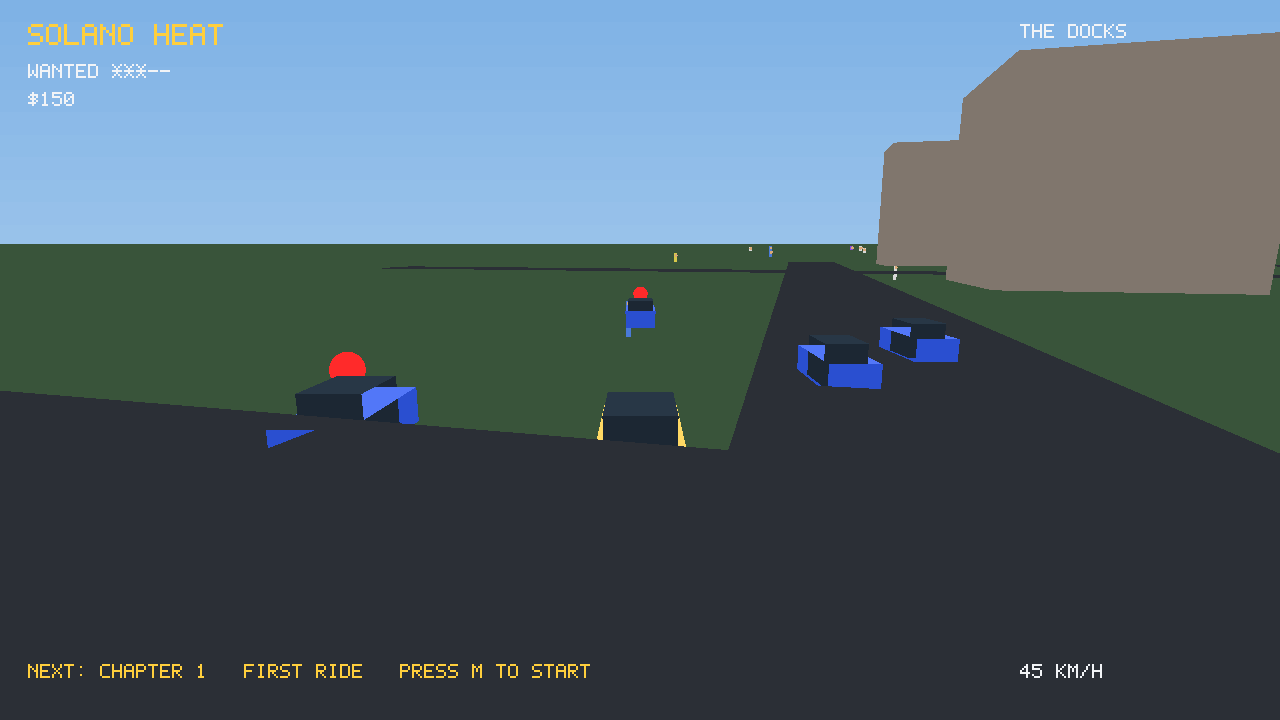 SOLANO HEAT
THE DOCKS
WANTED ***--
$150
NEXT: CHAPTER 1   FIRST RIDE   PRESS M TO START
45 KM/H